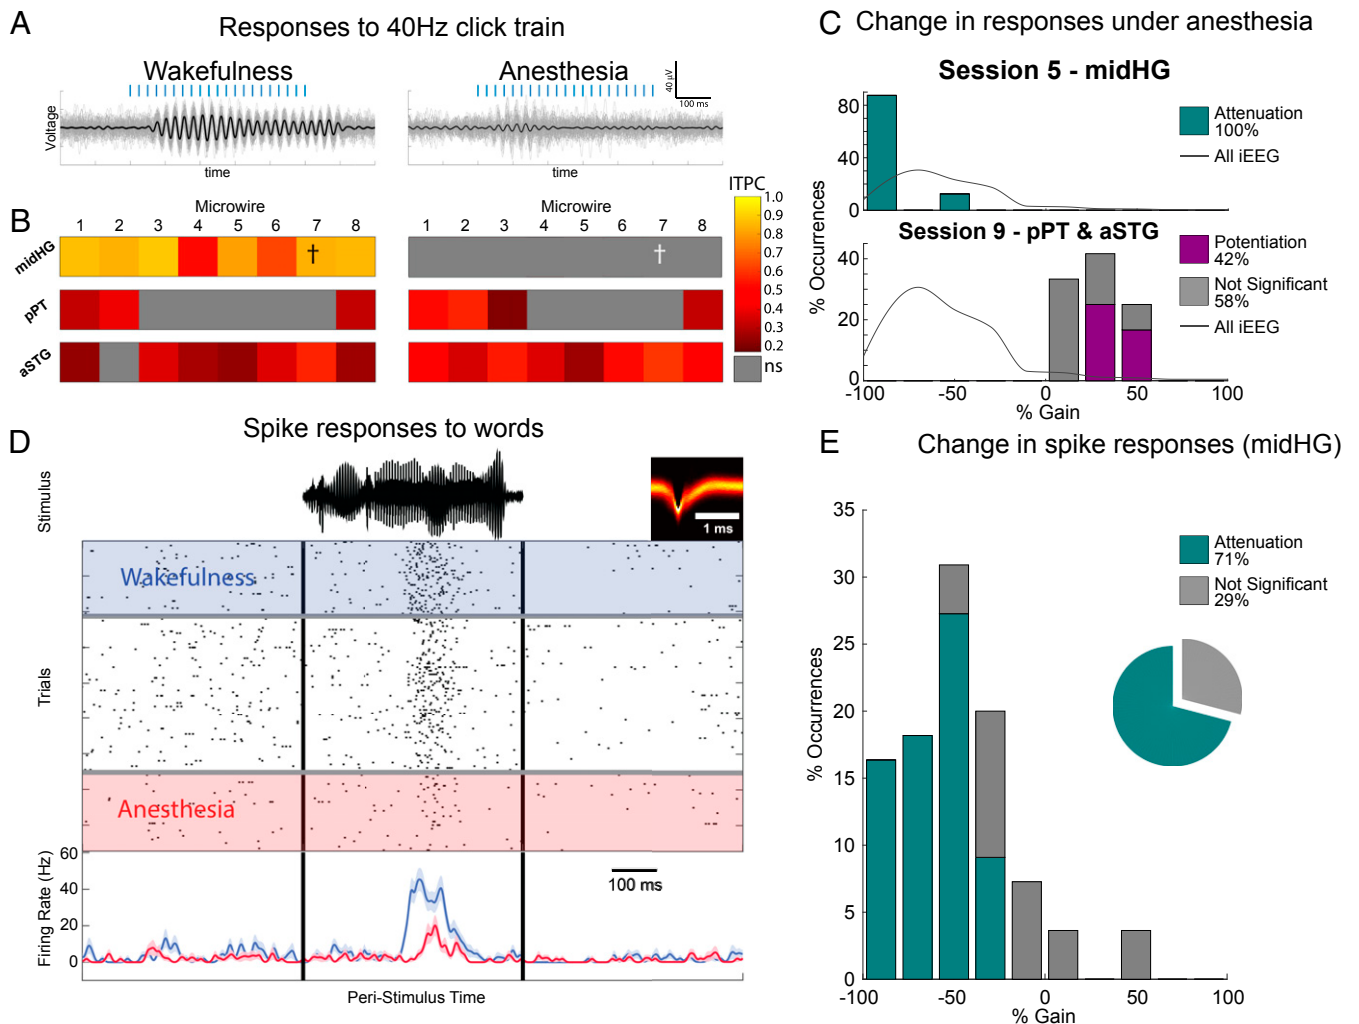 A
Responses to 40Hz click train
Wakefulness
Anesthesia
40 µV
100 ms
Voltage
time
time
B
Microwire
Microwire
1 2 3 4 5 6 7 8
1 2 3 4 5 6 7 8
midHG
†
†
pPT
aSTG
ITPC
1.0
0.9
0.8
0.7
0.6
0.5
0.4
0.3
0.2
ns
C
Change in responses under anesthesia
Session 5 - midHG
80
40
0
Attenuation
100%
All iEEG
% Occurrences
Session 9 - pPT & aSTG
40
20
0
Potentiation
42%
Not Significant
58%
All iEEG
-100 -50 0 50 100
% Gain
D
Spike responses to words
Stimulus
1 ms
Wakefulness
Trials
Anesthesia
Firing Rate (Hz)
60
40
20
0
100 ms
Peri-Stimulus Time
E
Change in spike responses (midHG)
35
30
25
20
15
10
5
0
% Occurrences
Attenuation
71%
Not Significant
29%
-100 -50 0 50 100
% Gain